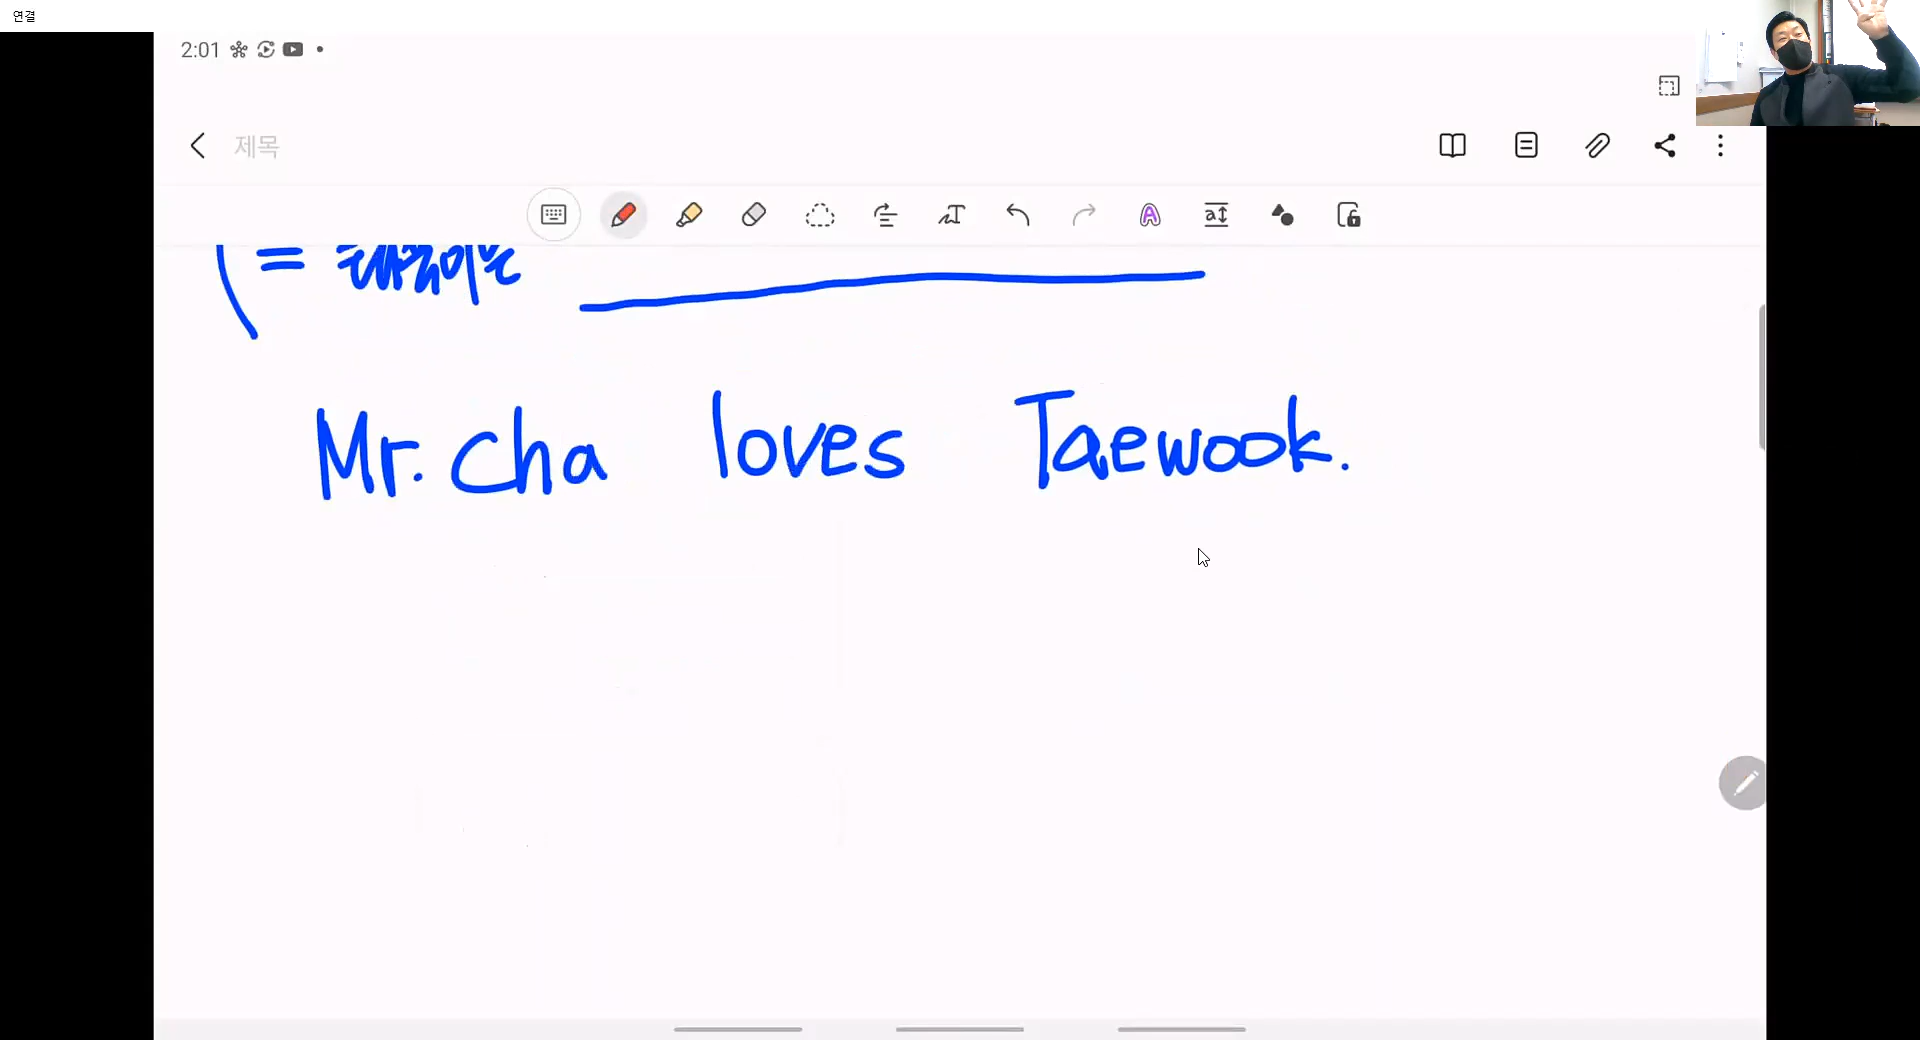 연결
2:01
제목
=
Mr. Cha loves Taewook.